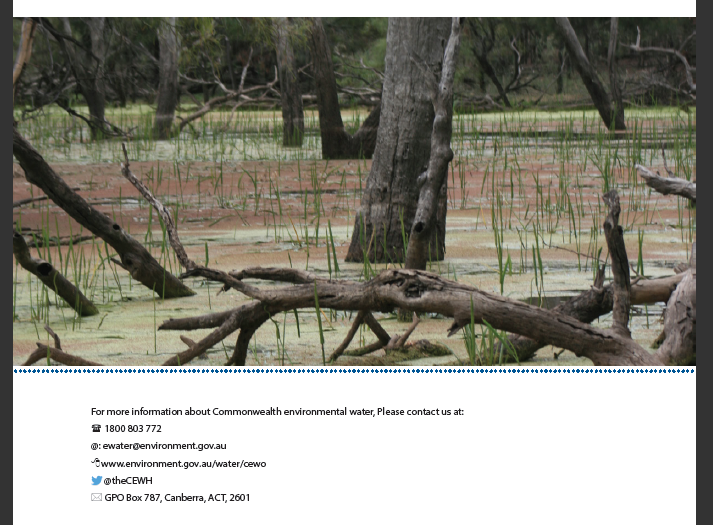 For more information about Commonwealth environmental water, Please contact us at:
☎ 1800 803 772
@: ewater@environment.gov.au
www.environment.gov.au/water/cewo
@theCEWH
GPO Box 787, Canberra, ACT, 2601